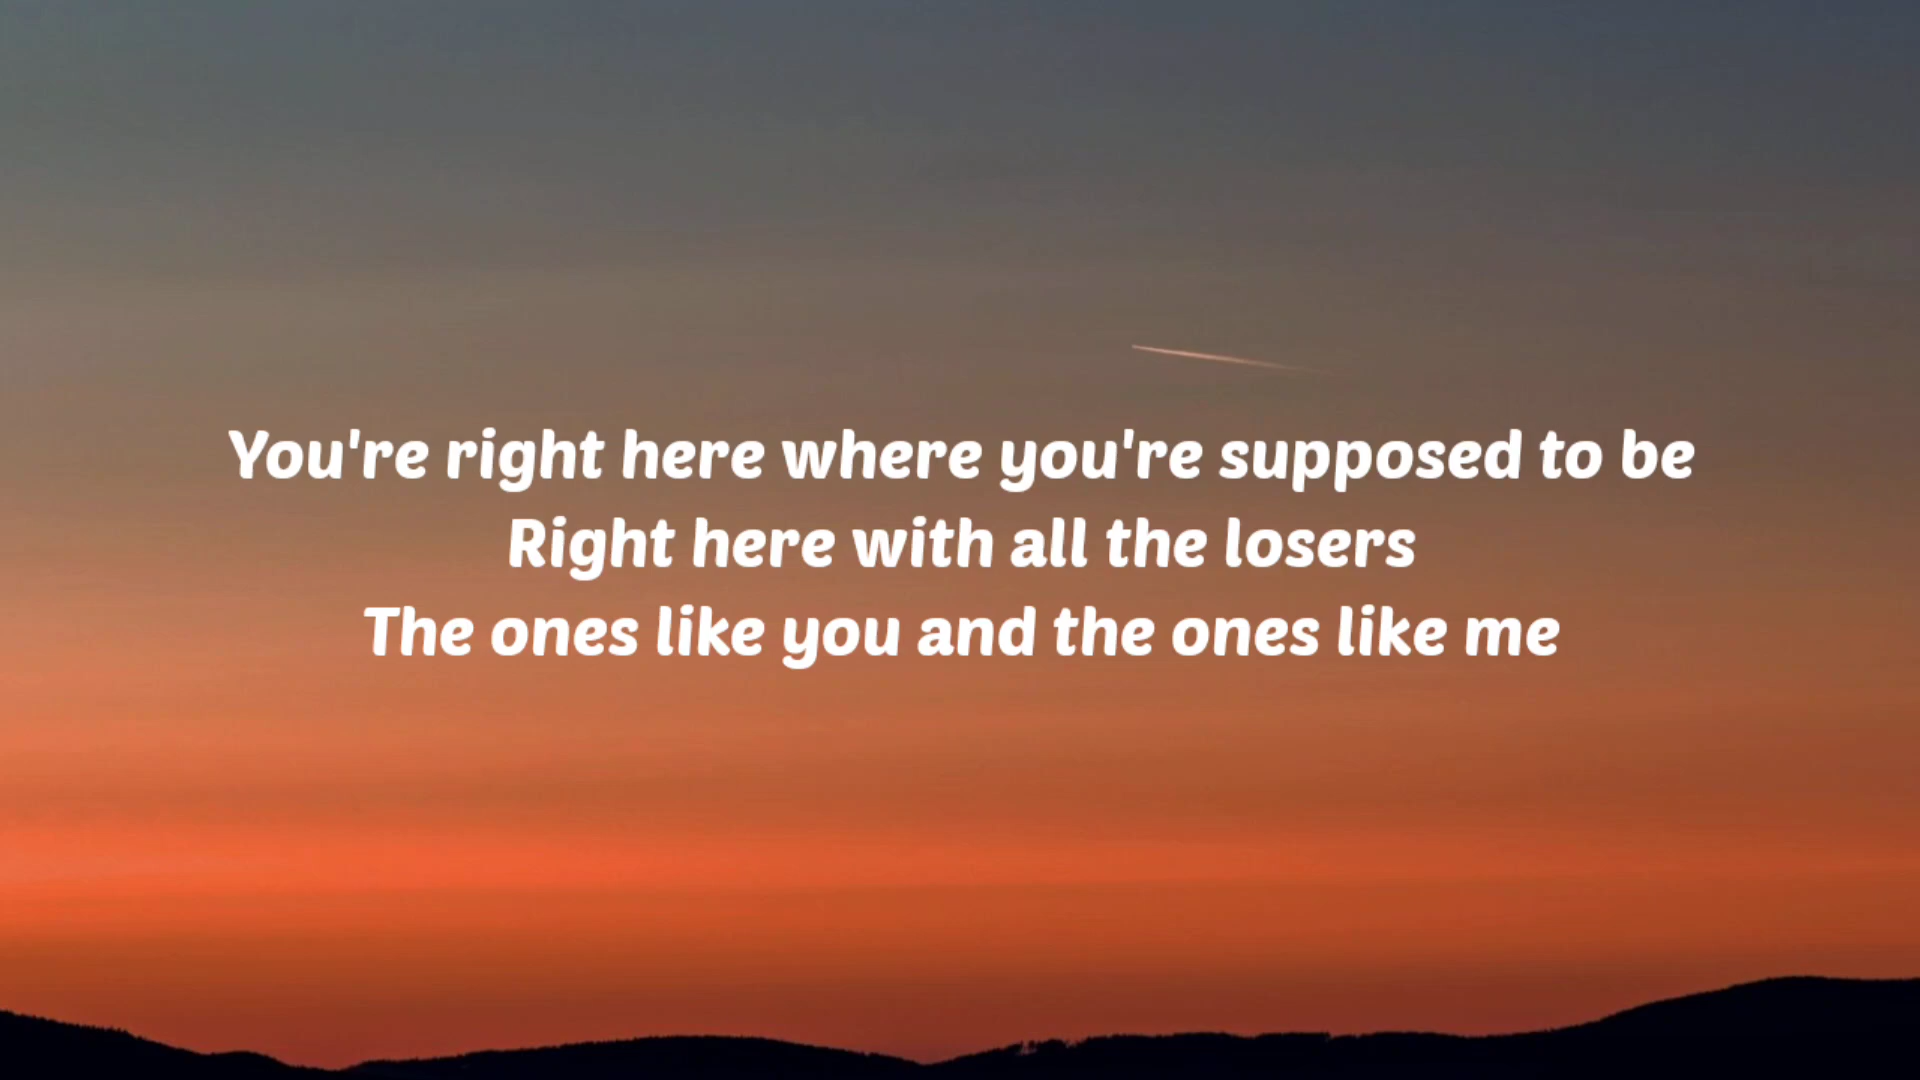 You're right here where you're supposed to be
Right here with all the losers
The ones like you and the ones like me